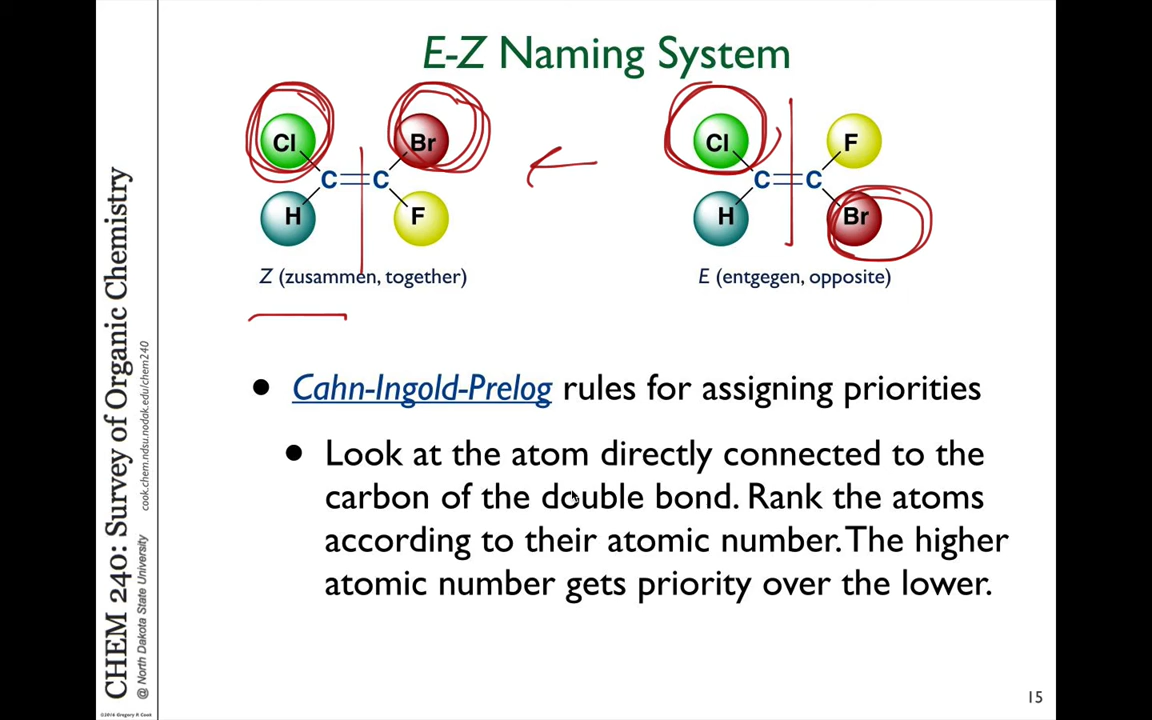 E-Z Naming System
Cl Br
C C
H F
Z (zusammen, together)
Cl F
C C
H Br
E (entgegen, opposite)
• Cahn-Ingold-Prelog rules for assigning priorities
• Look at the atom directly connected to the
carbon of the double bond. Rank the atoms
according to their atomic number. The higher
atomic number gets priority over the lower.
CHEM 240: Survey of Organic Chemistry
@ North Dakota State University cook.chem.ndsu.nodak.edu/chem240
©2016 Gregory R Cook
15